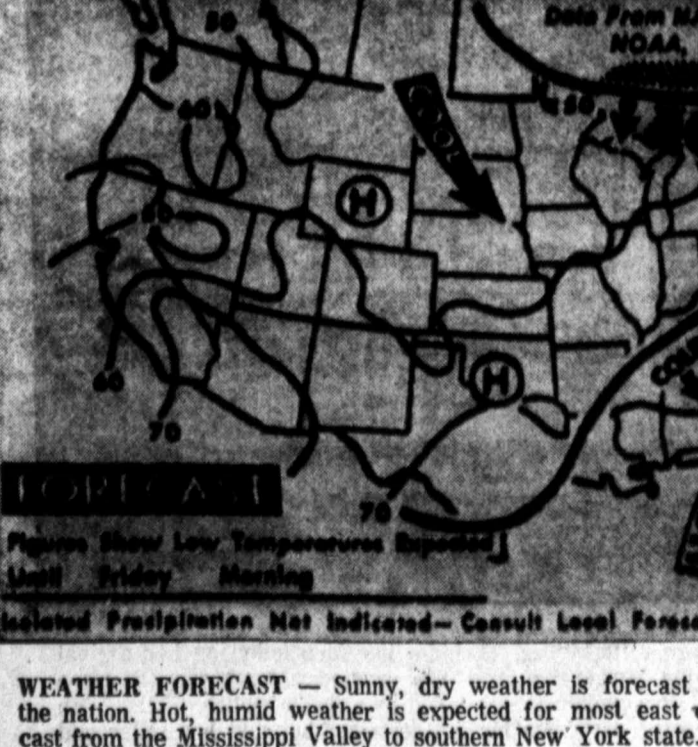 50
Data From
NOAA,
60
50
COOL
H
60
60
H
COLD
70
70
FORECAST
Figures Show Low Temperatures Expected
Until Friday Morning
Isolated Precipitation Not Indicated— Consult Local
WEATHER FORECAST — Sunny, dry weather is forecast
the nation. Hot, humid weather is expected for most east
cast from the Mississippi Valley to southern New York state